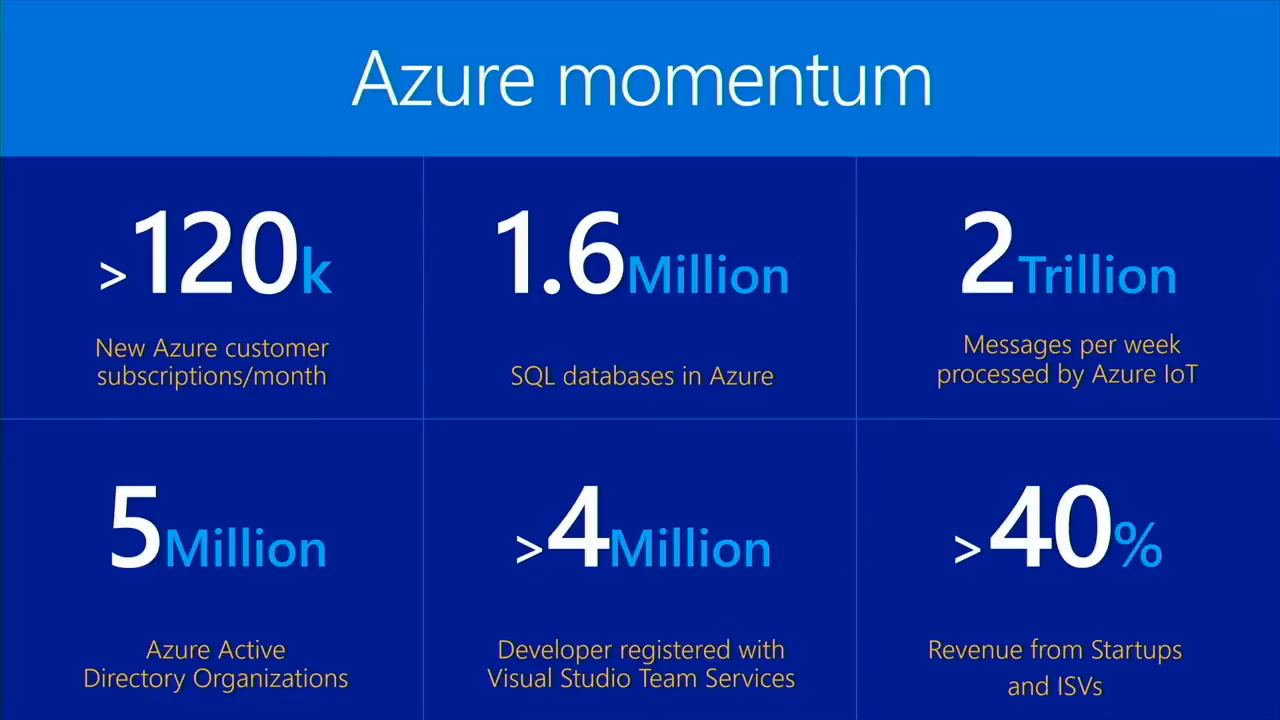 Azure momentum
>120k
New Azure customer
subscriptions/month
1.6Million
SQL databases in Azure
2Trillion
Messages per week
processed by Azure IoT
5Million
Azure Active
Directory Organizations
>4Million
Developer registered with
Visual Studio Team Services
>40%
Revenue from Startups
and ISVs